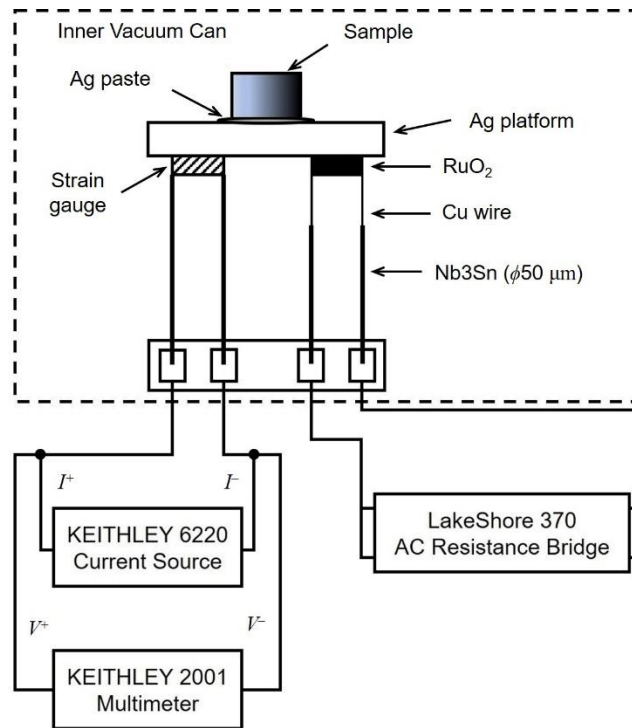 Inner Vacuum Can
Sample
Ag paste
Ag platform
Strain
gauge
RuO₂
Cu wire
Nb3Sn (ϕ50 μm)
I⁺
I⁻
KEITHLEY 6220
Current Source
LakeShore 370
AC Resistance Bridge
V⁺
V⁻
KEITHLEY 2001
Multimeter